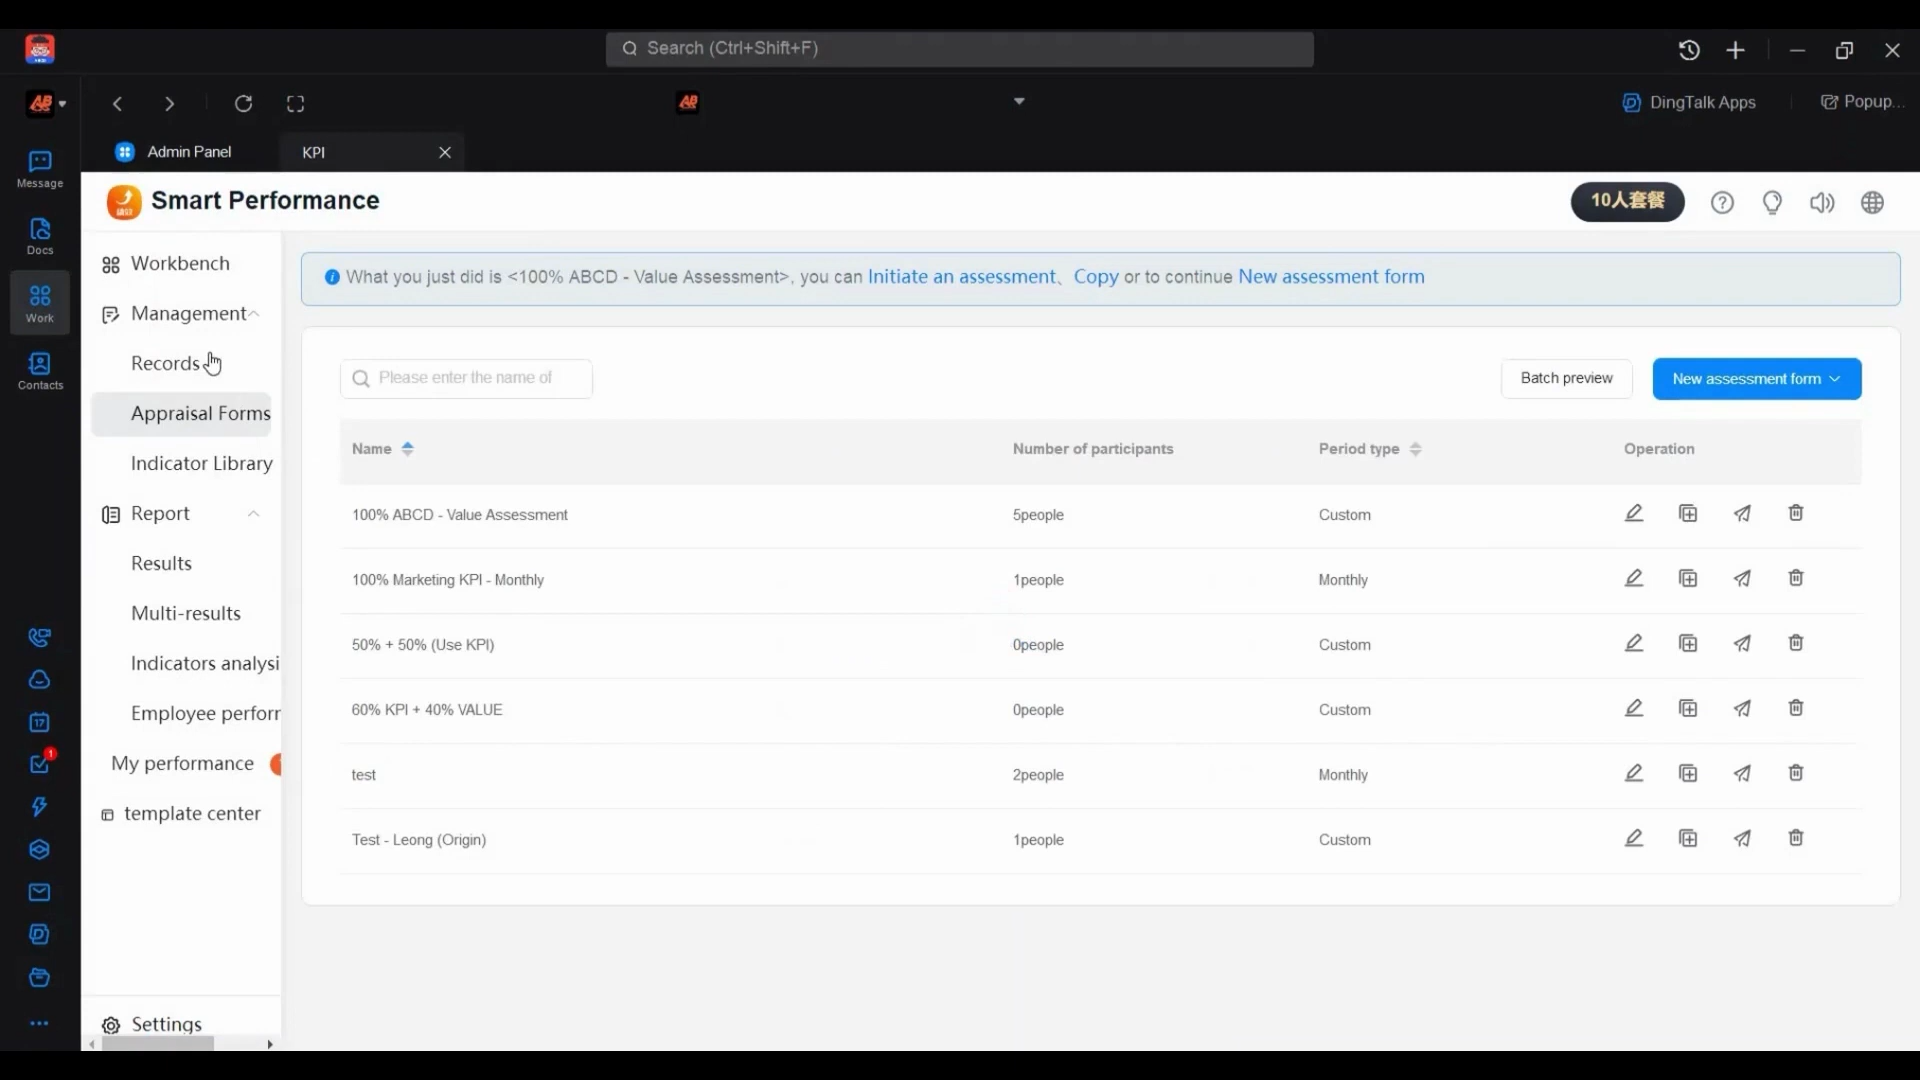 Search (Ctrl+Shift+F)
DingTalk Apps
Popup...
Admin Panel
KPI
Message
Docs
Work
Contacts
17
1
Smart Performance
10人套餐
Workbench
Management
Records
Appraisal Forms
Indicator Library
Report
Results
Multi-results
Indicators analysi
Employee perforr
My performance
template center
Settings
What you just did is <100% ABCD - Value Assessment>, you can Initiate an assessment、Copy or to continue New assessment form
Please enter the name of
Batch preview
New assessment form
Name Number of participants Period type Operation
100% ABCD - Value Assessment 5people Custom
100% Marketing KPI - Monthly 1people Monthly
50% + 50% (Use KPI) 0people Custom
60% KPI + 40% VALUE 0people Custom
test 2people Monthly
Test - Leong (Origin) 1people Custom